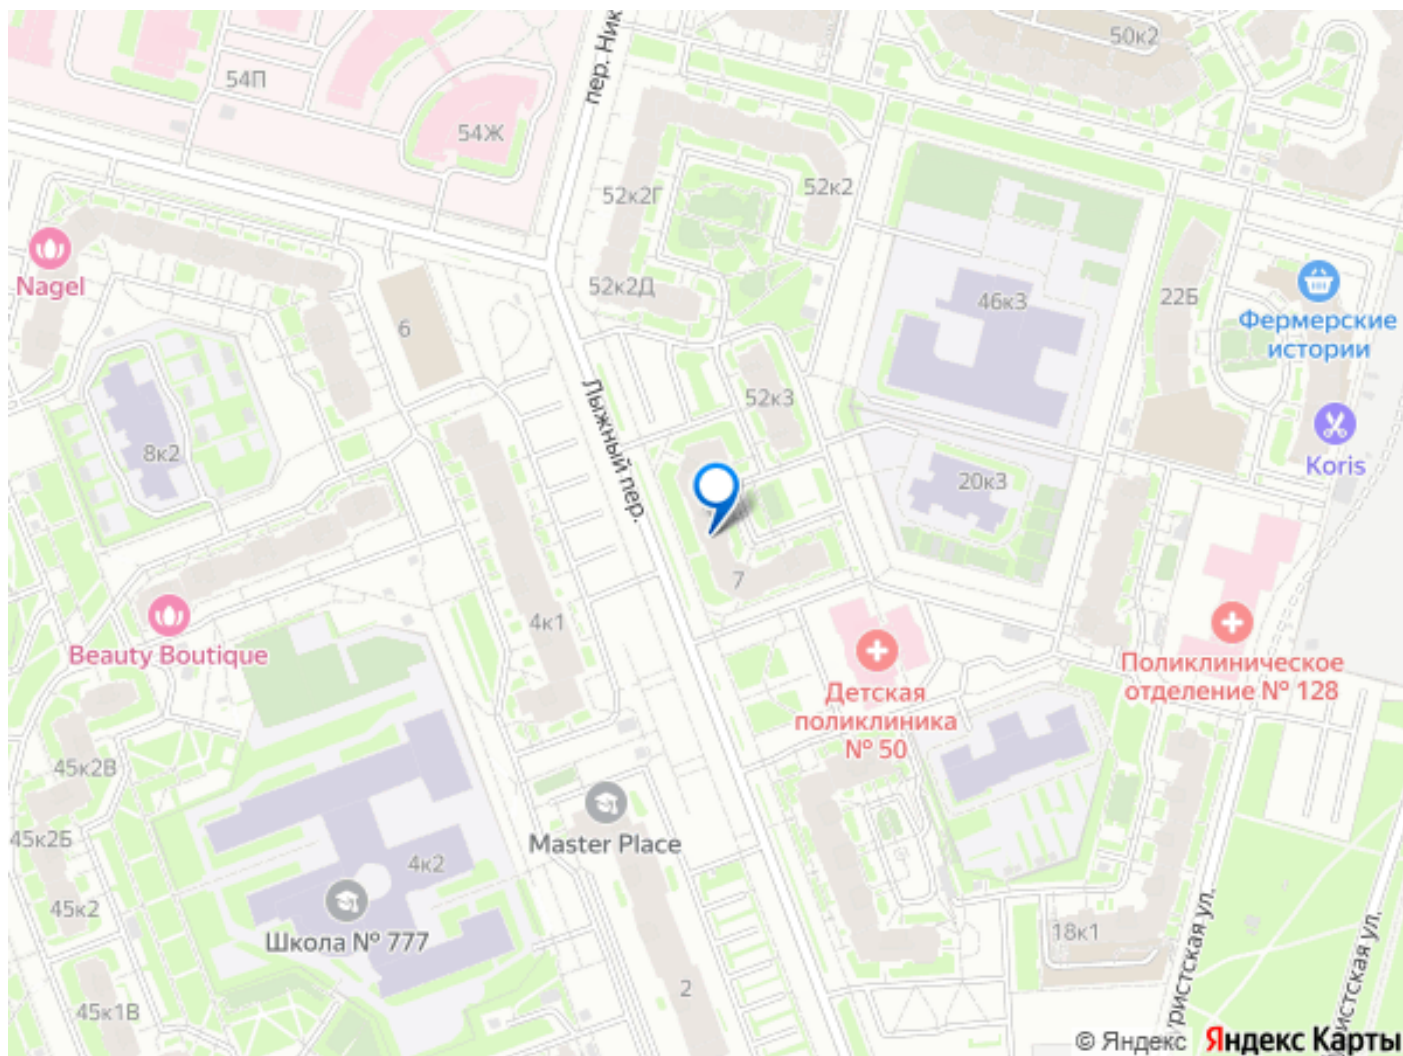 50к2
пер. Ник
54П
54Ж
52к2Г
52к2
Nagel
52к2Д
46к3
22Б
6
Фермерские
истории
Лыжный пер.
52к3
8к2
Koris
20к3
7
4к1
Beauty Boutique
Детская
поликлиника
№ 50
Поликлиническое
отделение № 128
45к2В
45к2Б
Master Place
4к2
45к2
Школа № 777
18к1
2
45к1В
ристская ул.
истская ул.
© Яндекс Яндекс Карты